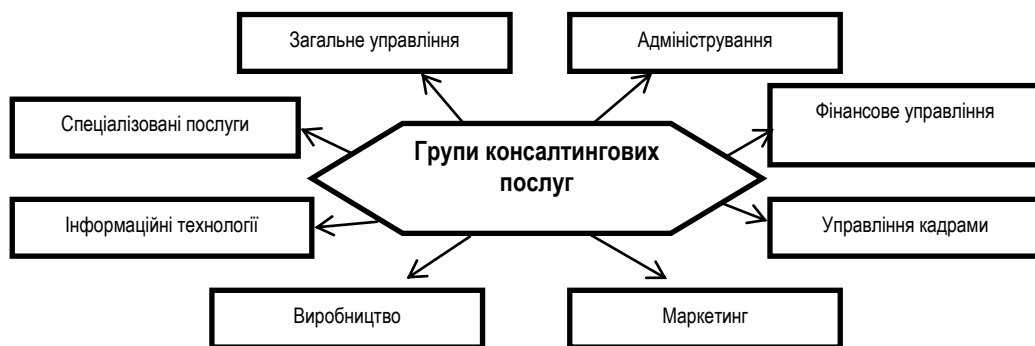 Загальне управління
Адміністрування
Спеціалізовані послуги
Фінансове управління
Групи консалтингових
послуг
Інформаційні технології
Управління кадрами
Виробництво
Маркетинг